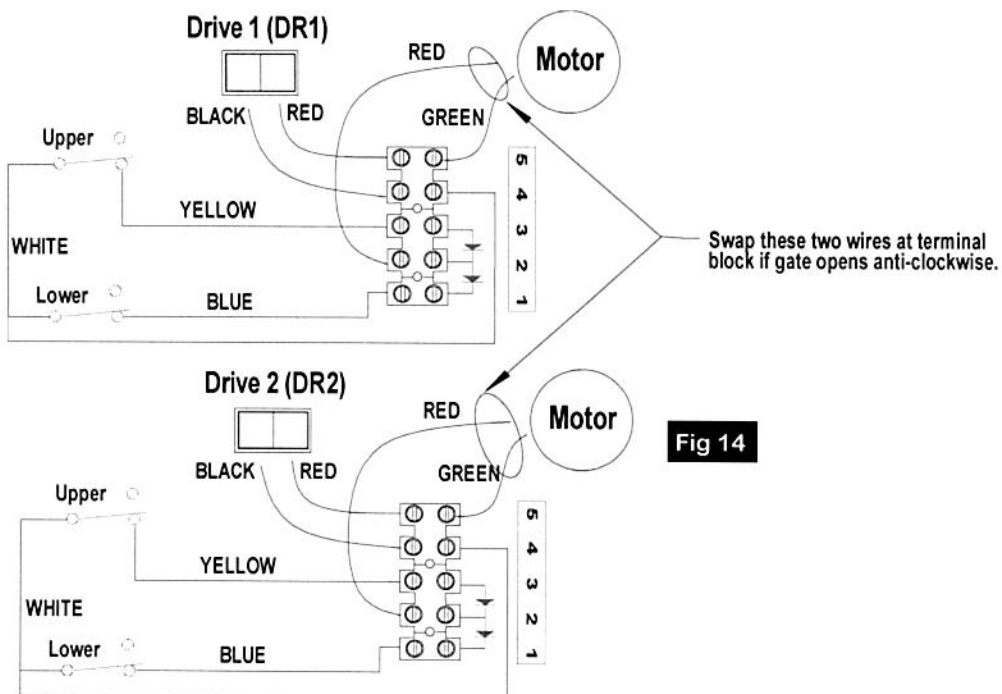 Drive 1 (DR1)
RED
Motor
BLACK
RED
GREEN
Upper
5
4
YELLOW
3
WHITE
2
Lower
BLUE
1
Swap these two wires at terminal
block if gate opens anti-clockwise.
Drive 2 (DR2)
RED
Motor
Fig 14
BLACK
RED
GREEN
Upper
5
4
YELLOW
3
WHITE
2
Lower
BLUE
1